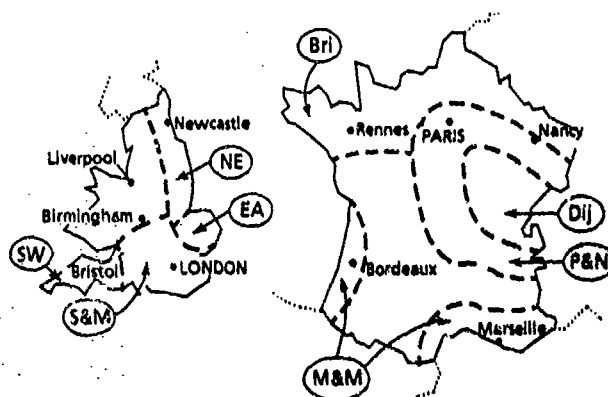 Bri
Newcastle
Rennes
PARIS
Nancy
Liverpool
NE
Birmingham
EA
Dij
SW
Bristol
LONDON
Bordeaux
P&N
S&M
Marseille
M&M